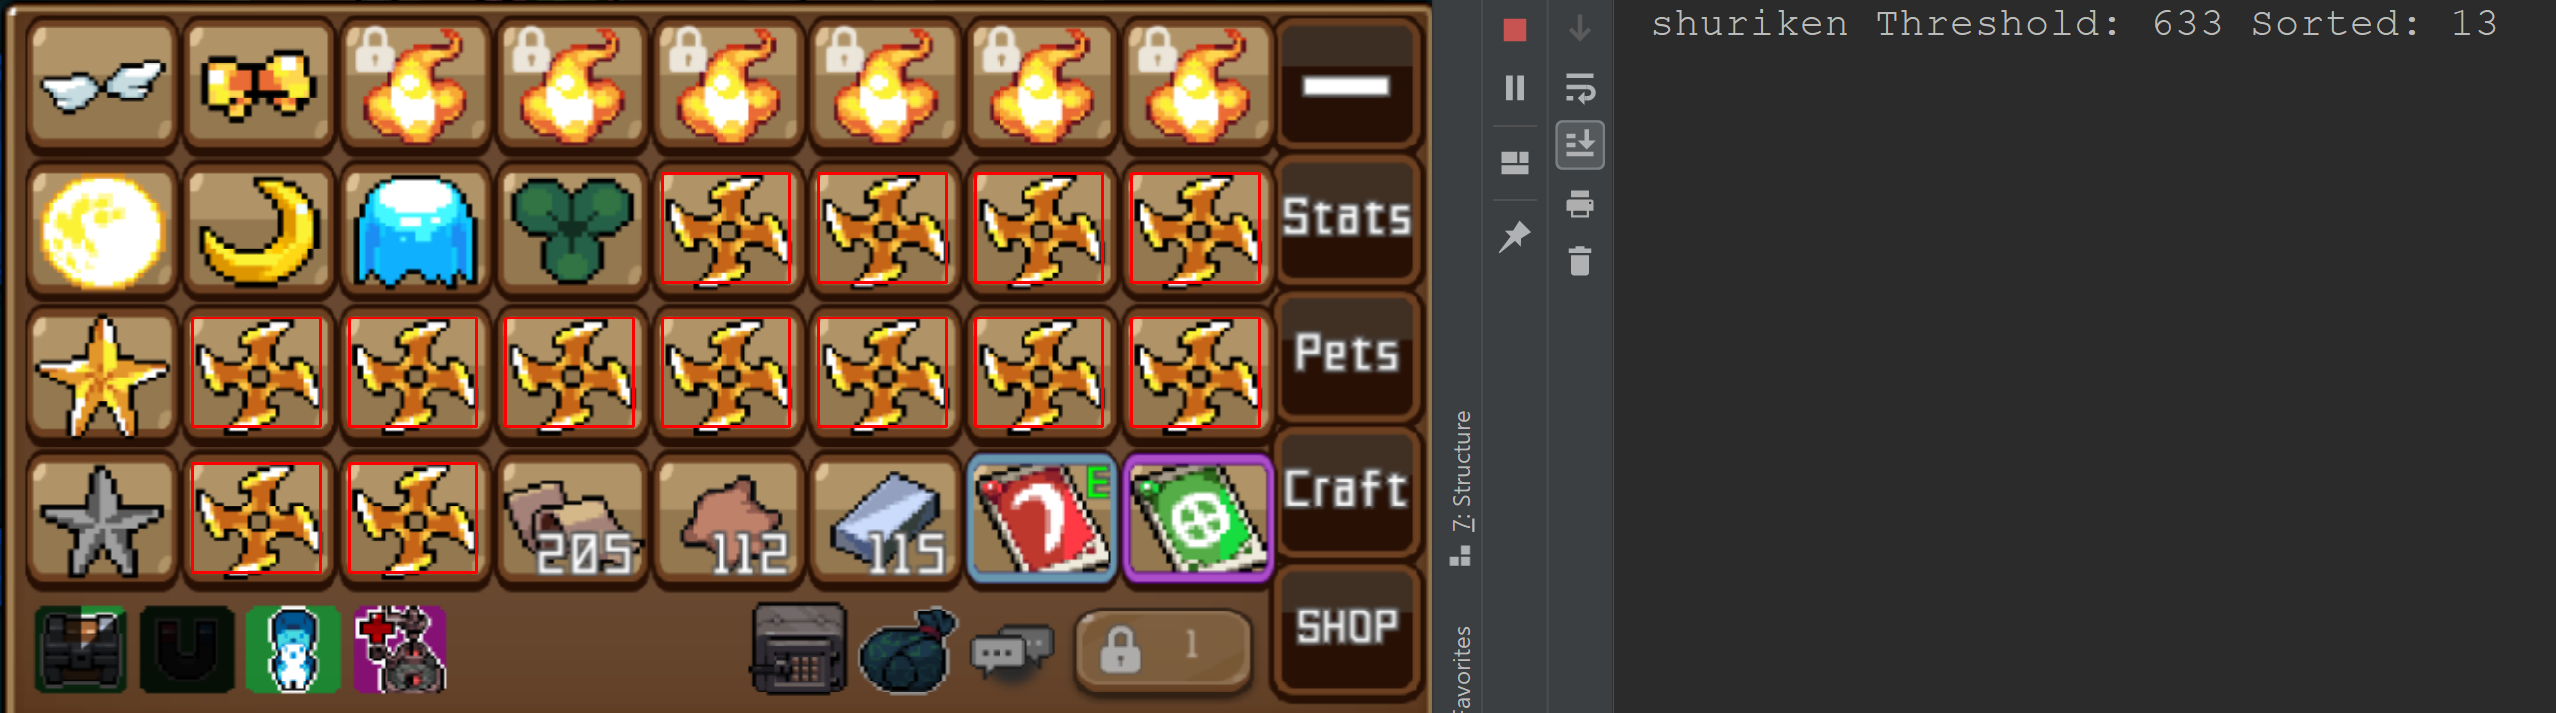 shuriken Threshold: 633 Sorted: 13
Stats
Pets
E
Craft
205
112
115
SHOP
1
7: Structure
Favorites